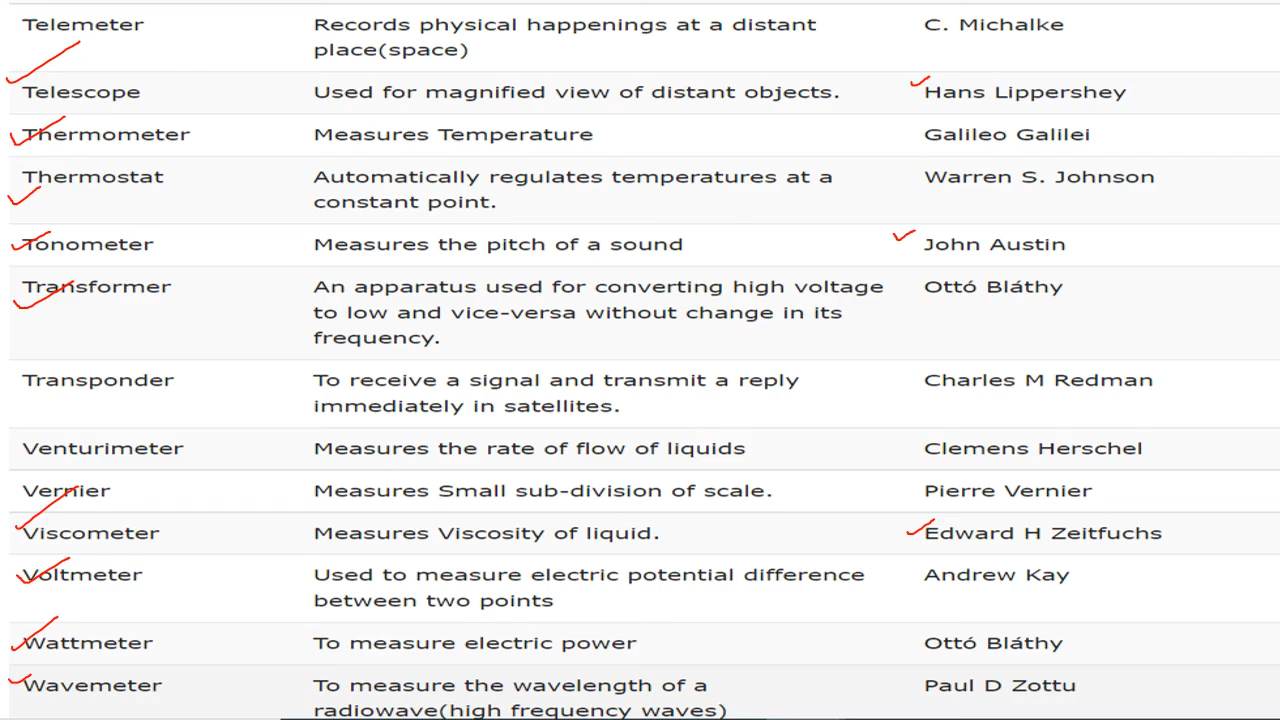 Telemeter Records physical happenings at a distant C. Michalke
place(space)
Telescope Used for magnified view of distant objects. Hans Lippershey
Thermometer Measures Temperature Galileo Galilei
Thermostat Automatically regulates temperatures at a Warren S. Johnson
constant point.
Tonometer Measures the pitch of a sound John Austin
Transformer An apparatus used for converting high voltage Ottó Bláthy
to low and vice-versa without change in its
frequency.
Transponder To receive a signal and transmit a reply Charles M Redman
immediately in satellites.
Venturimeter Measures the rate of flow of liquids Clemens Herschel
Vernier Measures Small sub-division of scale. Pierre Vernier
Viscometer Measures Viscosity of liquid. Edward H Zeitfuchs
Voltmeter Used to measure electric potential difference Andrew Kay
between two points
Wattmeter To measure electric power Ottó Bláthy
Wavemeter To measure the wavelength of a Paul D Zottu
radiowave(high frequency waves)